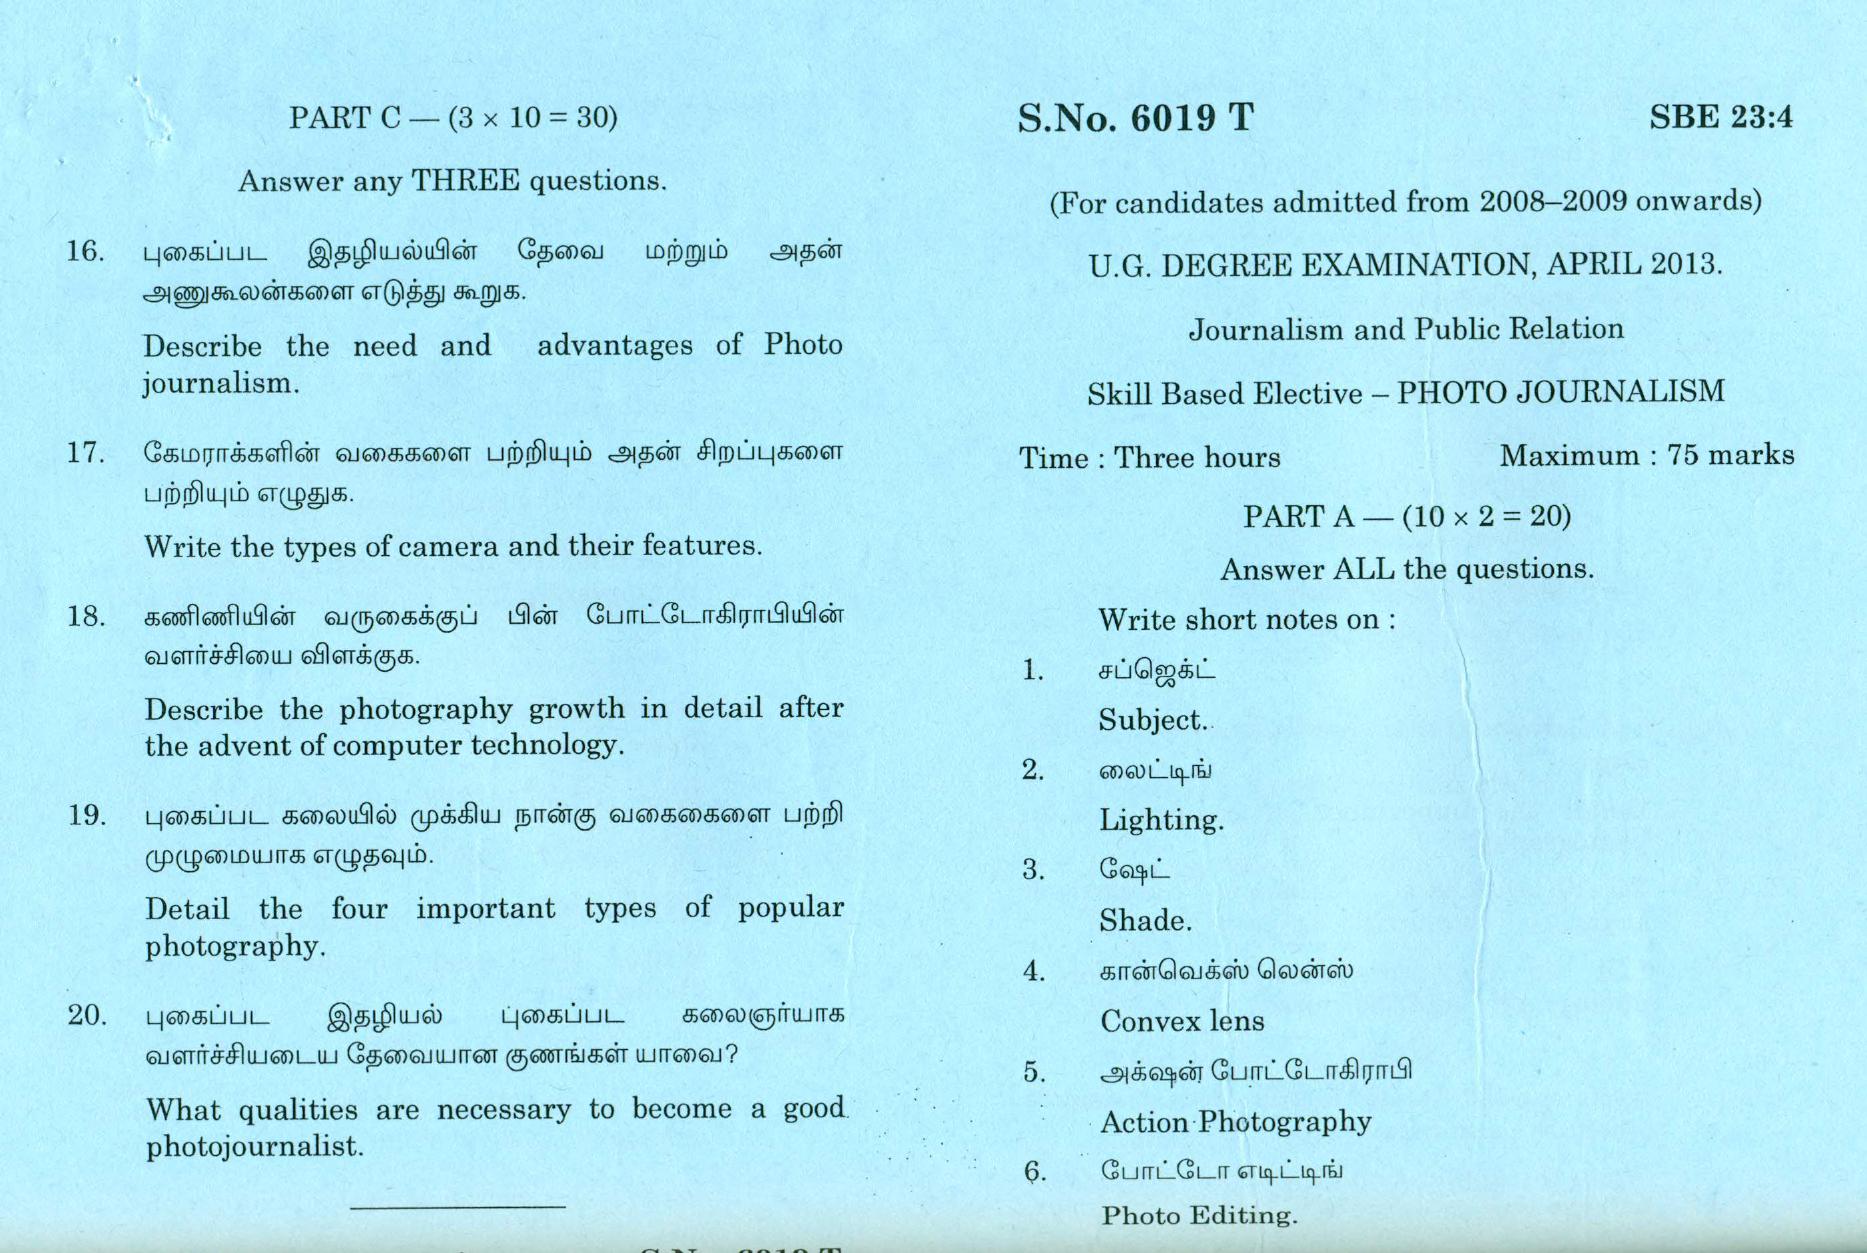 PART C — (3 × 10 = 30)
Answer any THREE questions.
16. புகைப்பட இதழியல்யின் தேவை மற்றும் அதன்
அணுகூலன்களை எடுத்து கூறுக.
Describe the need and advantages of Photo
journalism.
17. கேமராக்களின் வகைகளை பற்றியும் அதன் சிறப்புகளை
பற்றியும் எழுதுக.
Write the types of camera and their features.
18. கணிணியின் வருகைக்குப் பின் போட்டோகிராபியின்
வளர்ச்சியை விளக்குக.
Describe the photography growth in detail after
the advent of computer technology.
19. புகைப்பட கலையில் முக்கிய நான்கு வகைகைளை பற்றி
முழுமையாக எழுதவும்.
Detail the four important types of popular
photography.
20. புகைப்பட இதழியல் புகைப்பட கலைஞர்யாக
வளர்ச்சியடைய தேவையான குணங்கள் யாவை?
What qualities are necessary to become a good
photojournalist.
S.No. 6019 T
S.No. 6019 T SBE 23:4
(For candidates admitted from 2008–2009 onwards)
U.G. DEGREE EXAMINATION, APRIL 2013.
Journalism and Public Relation
Skill Based Elective – PHOTO JOURNALISM
Time : Three hours Maximum : 75 marks
PART A — (10 × 2 = 20)
Answer ALL the questions.
Write short notes on :
1. சப்ஜெக்ட்
Subject.
2. லைட்டிங்
Lighting.
3. ஷேட்
Shade.
4. கான்வெக்ஸ் லென்ஸ்
Convex lens
5. அக்‌ஷன் போட்டோகிராபி
Action Photography
6. போட்டோ எடிட்டிங்
Photo Editing.